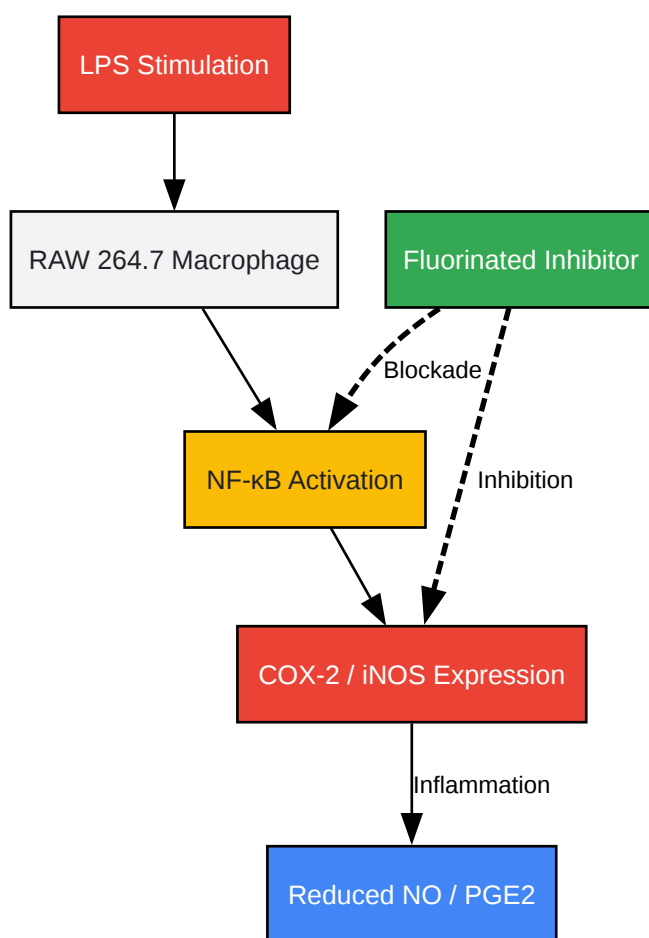 LPS Stimulation
RAW 264.7 Macrophage
Fluorinated Inhibitor
Blockade
NF-κB Activation
Inhibition
COX-2 / iNOS Expression
Inflammation
Reduced NO / PGE2